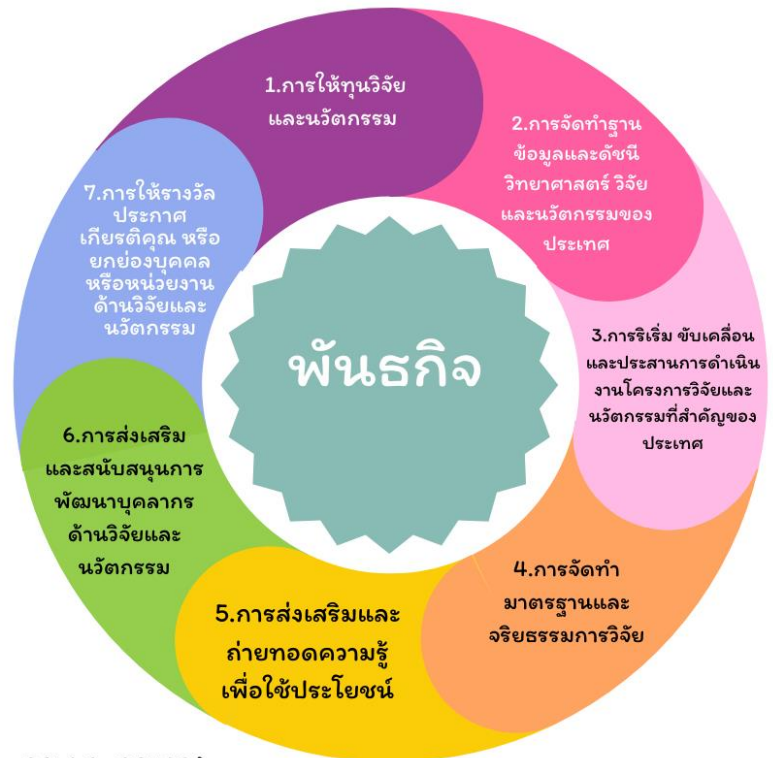 1.การให้ทุนวิจัย
และนวัตกรรม
2.การจัดทำฐาน
ข้อมูลและดัชนี
วิทยาศาสตร์ วิจัย
และนวัตกรรมของ
ประเทศ
3.การริเริ่ม ขับเคลื่อน
และประสานการดำเนิน
งานโครงการวิจัยและ
นวัตกรรมที่สำคัญของ
ประเทศ
4.การจัดทำ
มาตรฐานและ
จริยธรรมการวิจัย
5.การส่งเสริมและ
ถ่ายทอดความรู้
เพื่อใช้ประโยชน์
6.การส่งเสริม
และสนับสนุนการ
พัฒนาบุคลากร
ด้านวิจัยและ
นวัตกรรม
7.การให้รางวัล
ประกาศ
เกียรติคุณ หรือ
ยกย่องบุคคล
หรือหน่วยงาน
ด้านวิจัยและ
นวัตกรรม
พันธกิจ